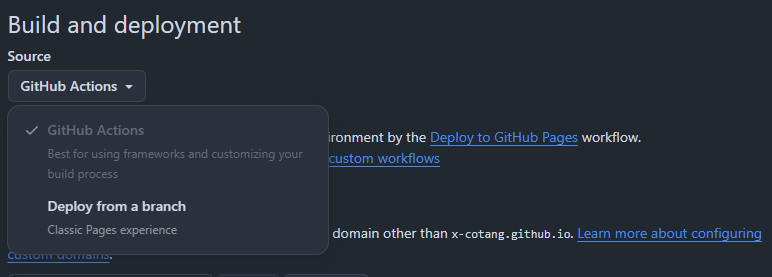 Build and deployment
Source
GitHub Actions
GitHub Actions
Best for using frameworks and customizing your
build process
ironment by the Deploy to GitHub Pages workflow.
custom workflows
Deploy from a branch
Classic Pages experience
domain other than x-cotang.github.io. Learn more about configuring
custom domains.